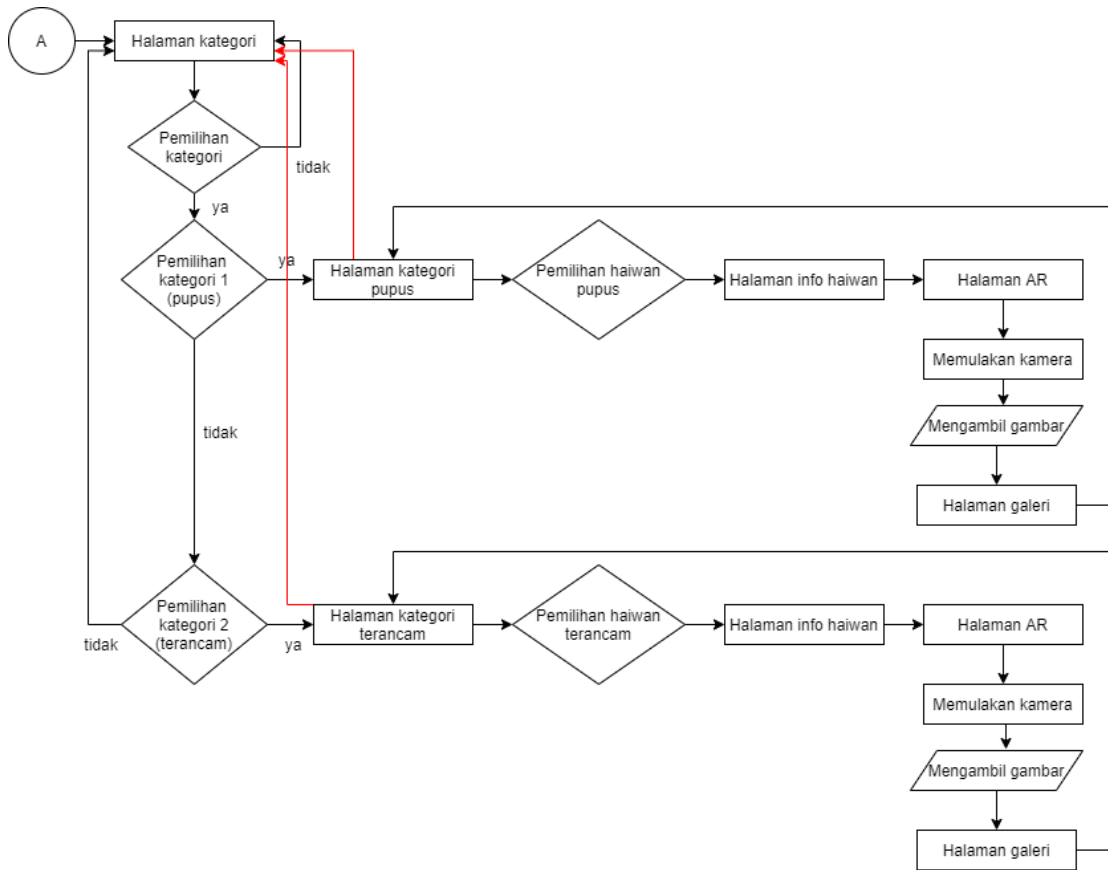 A
Halaman kategori
Pemilihan
kategori
tidak
ya
Pemilihan
kategori 1
(pupus)
ya
Halaman kategori
pupus
Pemilihan haiwan
pupus
Halaman info haiwan
Halaman AR
Memulakan kamera
Mengambil gambar
Halaman galeri
tidak
Pemilihan
kategori 2
(terancam)
tidak
ya
Halaman kategori
terancam
Pemilihan haiwan
terancam
Halaman info haiwan
Halaman AR
Memulakan kamera
Mengambil gambar
Halaman galeri